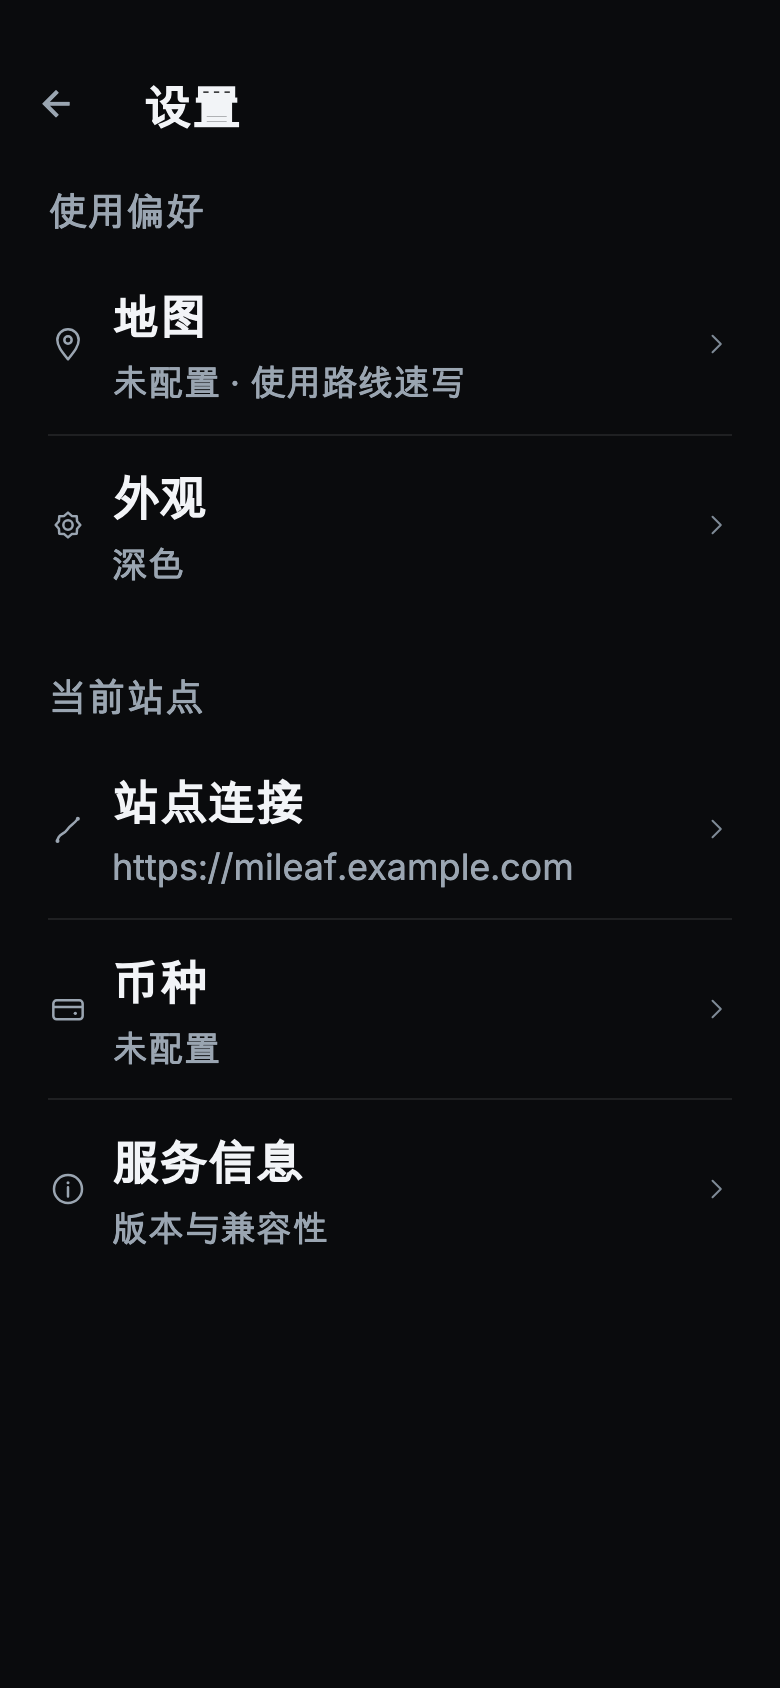 设置
使用偏好
地图
未配置 · 使用路线速写
外观
深色
当前站点
站点连接
https://mileaf.example.com
币种
未配置
服务信息
版本与兼容性